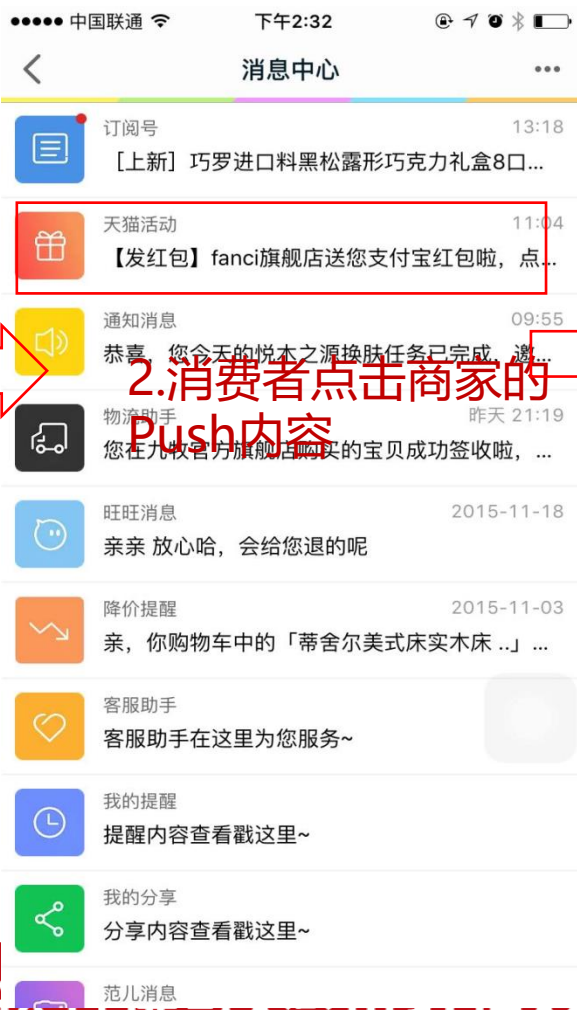 中国联通 下午2:32
消息中心
订阅号 13:18
［上新］巧罗进口料黑松露形巧克力礼盒8口...
天猫活动 11:04
【发红包】fanci旗舰店送您支付宝红包啦，点...
通知消息 09:55
恭喜，您今天的悦木之源换肤任务已完成，邀...
2.消费者点击商家的
Push内容
物流助手 昨天 21:19
您在九牧官方旗舰店购买的宝贝成功签收啦，...
旺旺消息 2015-11-18
亲亲 放心哈，会给您退的呢
降价提醒 2015-11-03
亲，你购物车中的「蒂舍尔美式床实木床 ..」...
客服助手
客服助手在这里为您服务~
我的提醒
提醒内容查看戳这里~
我的分享
分享内容查看戳这里~
范儿消息